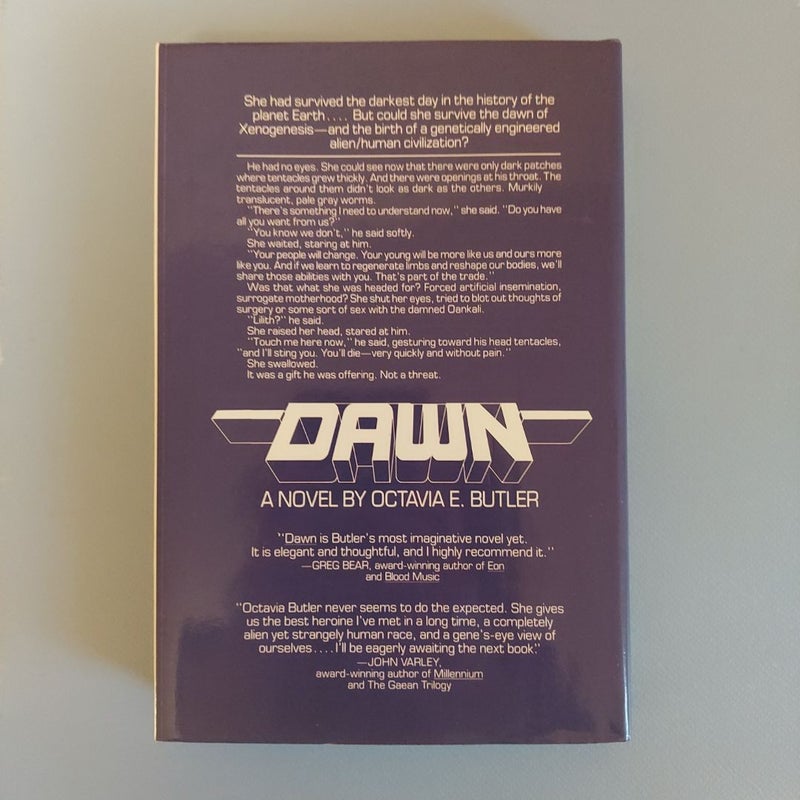 She had survived the darkest day in the history of the
planet Earth.... But could she survive the dawn of
Xenogenesis—and the birth of a genetically engineered
alien/human civilization?
He had no eyes. She could see now that there were only dark patches
where tentacles grew thickly. And there were openings at his throat. The
tentacles around them didn't look as dark as the others. Murkily
translucent, pale gray worms.
"There's something I need to understand now," she said. "Do you have
all you want from us?"
"You know we don't," he said softly.
She waited, staring at him.
"Your people will change. Your young will be more like us and ours more
like you. And if we learn to regenerate limbs and reshape our bodies, we'll
share those abilities with you. That's part of the trade."
Was that what she was headed for? Forced artificial insemination,
surrogate motherhood? She shut her eyes, tried to blot out thoughts of
surgery or some sort of sex with the damned Oankali.
"Lilith?" he said.
She raised her head, stared at him.
"Touch me here now," he said, gesturing toward his head tentacles,
"and I'll sting you. You'll die—very quickly and without pain."
She swallowed.
It was a gift he was offering. Not a threat.
DAWN
A NOVEL BY OCTAVIA E. BUTLER
"Dawn is Butler's most imaginative novel yet.
It is elegant and thoughtful, and I highly recommend it."
—GREG BEAR, award-winning author of Eon
and Blood Music
"Octavia Butler never seems to do the expected. She gives
us the best heroine I've met in a long time, a completely
alien yet strangely human race, and a gene's-eye view of
ourselves.... I'll be eagerly awaiting the next book."
—JOHN VARLEY,
award-winning author of Millennium
and The Gaean Trilogy